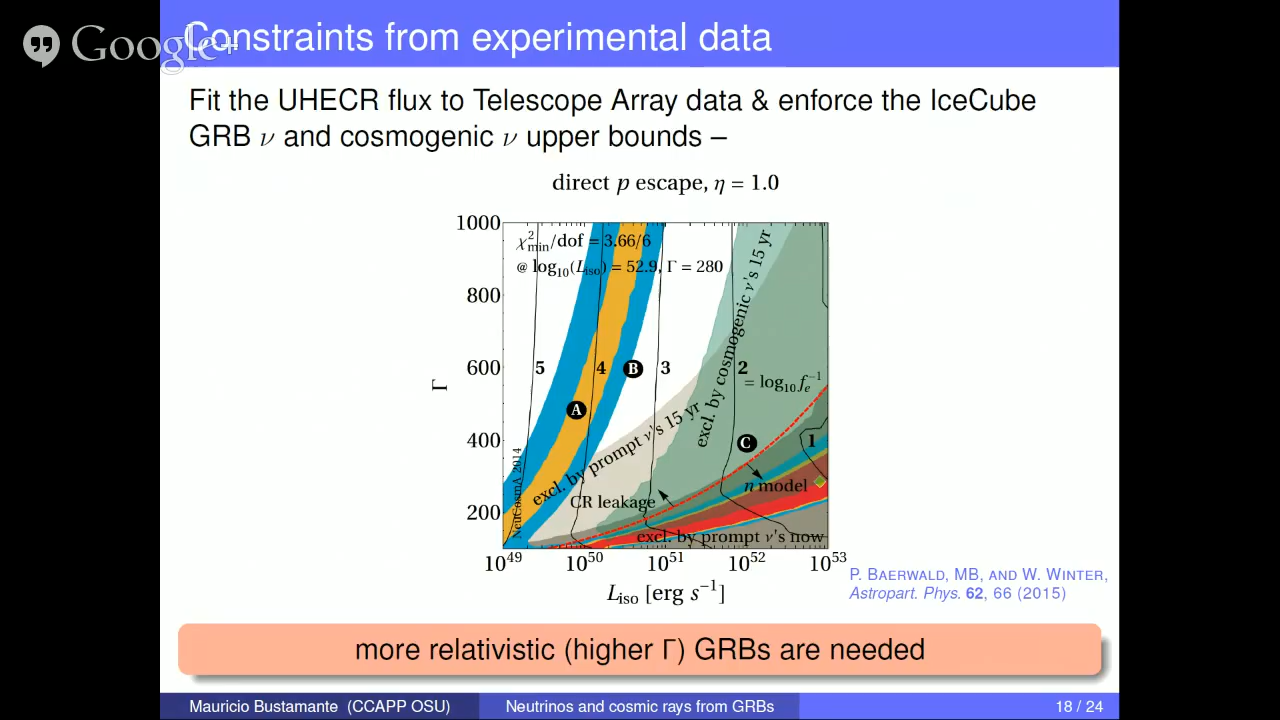 Google+
Constraints from experimental data
Fit the UHECR flux to Telescope Array data & enforce the IceCube
GRB ν and cosmogenic ν upper bounds –
direct p escape, η = 1.0
χ²min/dof = 3.66/6
@ log10(Liso) = 52.9, Γ = 280
1000
800
600
400
200
Γ
5
4
3
2
= log10 fe⁻¹
1
A
B
C
excl. by prompt ν's 15 yr
excl. by cosmogenic ν's 15 yr
CR leakage
n model
excl. by prompt ν's now
NeuCosmA 2014
10⁴⁹ 10⁵⁰ 10⁵¹ 10⁵² 10⁵³
Liso [erg s⁻¹]
P. BAERWALD, MB, AND W. WINTER,
Astropart. Phys. 62, 66 (2015)
more relativistic (higher Γ) GRBs are needed
Mauricio Bustamante (CCAPP OSU)
Neutrinos and cosmic rays from GRBs
18 / 24